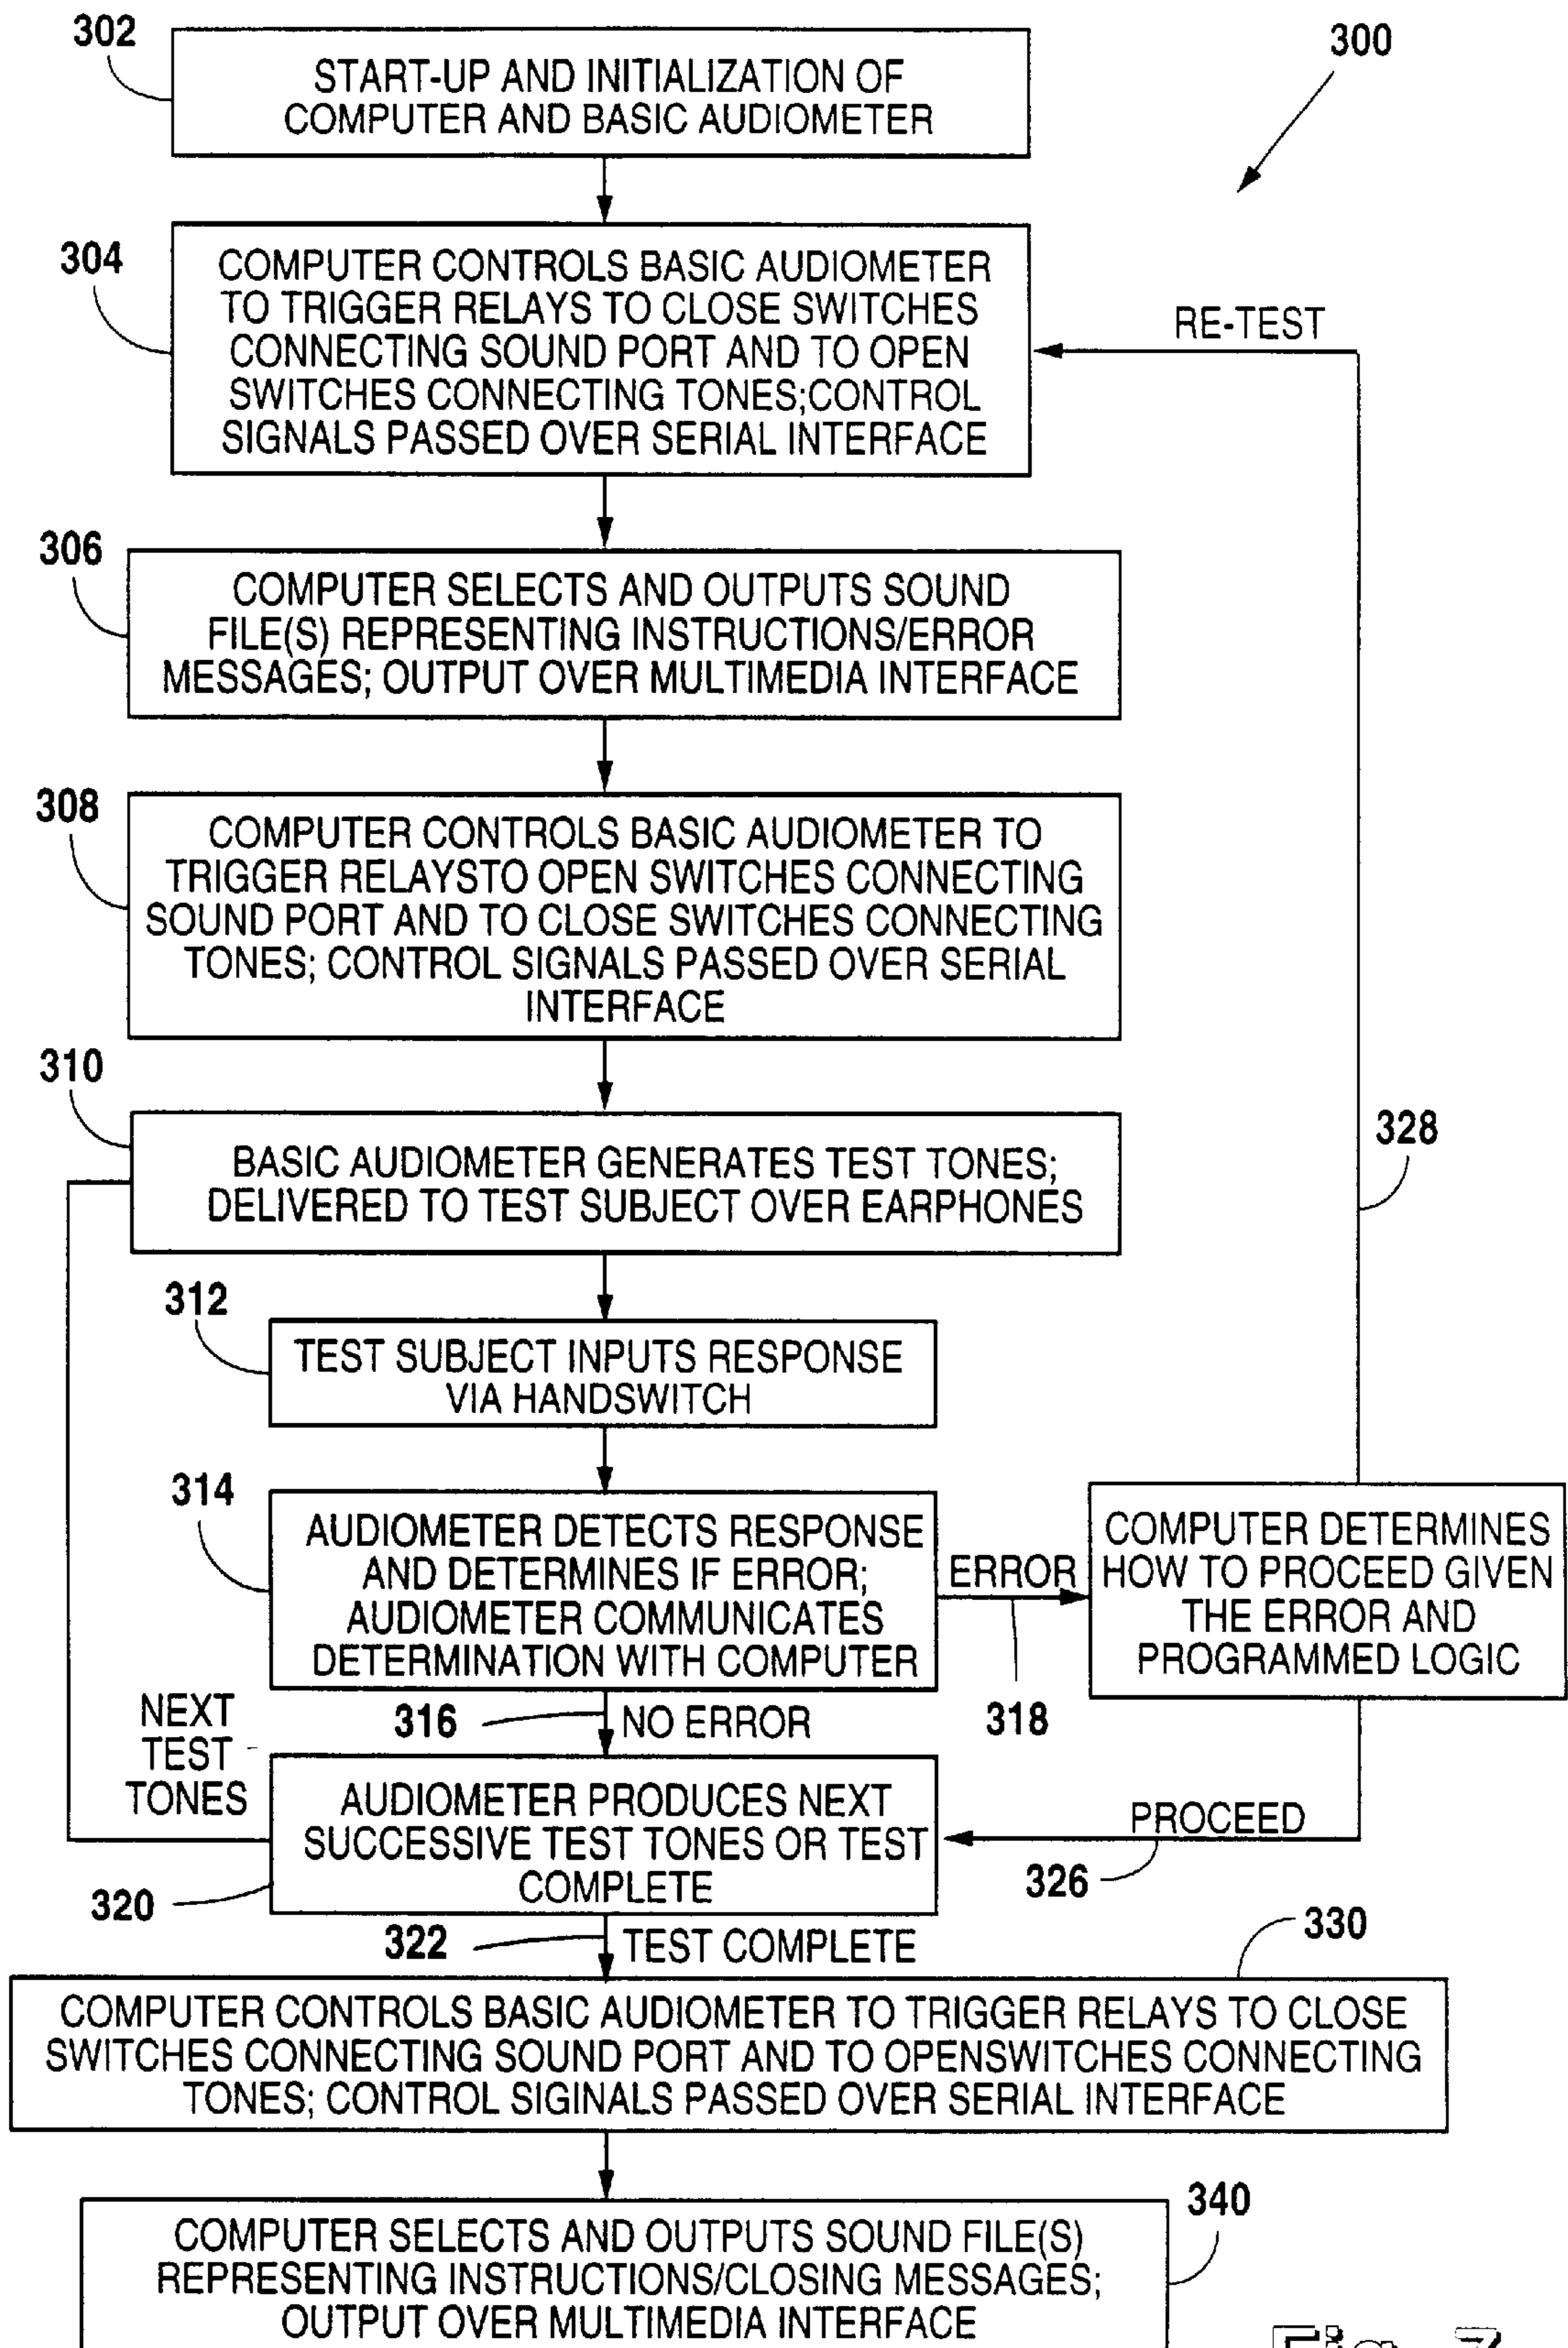 302
300
START-UP AND INITIALIZATION OF
COMPUTER AND BASIC AUDIOMETER
304
COMPUTER CONTROLS BASIC AUDIOMETER
TO TRIGGER RELAYS TO CLOSE SWITCHES
CONNECTING SOUND PORT AND TO OPEN
SWITCHES CONNECTING TONES;CONTROL
SIGNALS PASSED OVER SERIAL INTERFACE
RE-TEST
306
COMPUTER SELECTS AND OUTPUTS SOUND
FILE(S) REPRESENTING INSTRUCTIONS/ERROR
MESSAGES; OUTPUT OVER MULTIMEDIA INTERFACE
308
COMPUTER CONTROLS BASIC AUDIOMETER TO
TRIGGER RELAYSTO OPEN SWITCHES CONNECTING
SOUND PORT AND TO CLOSE SWITCHES CONNECTING
TONES; CONTROL SIGNALS PASSED OVER SERIAL
INTERFACE
310
BASIC AUDIOMETER GENERATES TEST TONES;
DELIVERED TO TEST SUBJECT OVER EARPHONES
328
312
TEST SUBJECT INPUTS RESPONSE
VIA HANDSWITCH
314
AUDIOMETER DETECTS RESPONSE
AND DETERMINES IF ERROR;
AUDIOMETER COMMUNICATES
DETERMINATION WITH COMPUTER
ERROR
318
COMPUTER DETERMINES
HOW TO PROCEED GIVEN
THE ERROR AND
PROGRAMMED LOGIC
316
NO ERROR
NEXT
TEST
TONES
AUDIOMETER PRODUCES NEXT
SUCCESSIVE TEST TONES OR TEST
COMPLETE
PROCEED
326
320
322
TEST COMPLETE
330
COMPUTER CONTROLS BASIC AUDIOMETER TO TRIGGER RELAYS TO CLOSE
SWITCHES CONNECTING SOUND PORT AND TO OPENSWITCHES CONNECTING
TONES; CONTROL SIGINALS PASSED OVER SERIAL INTERFACE
340
COMPUTER SELECTS AND OUTPUTS SOUND FILE(S)
REPRESENTING INSTRUCTIONS/CLOSING MESSAGES;
OUTPUT OVER MULTIMEDIA INTERFACE